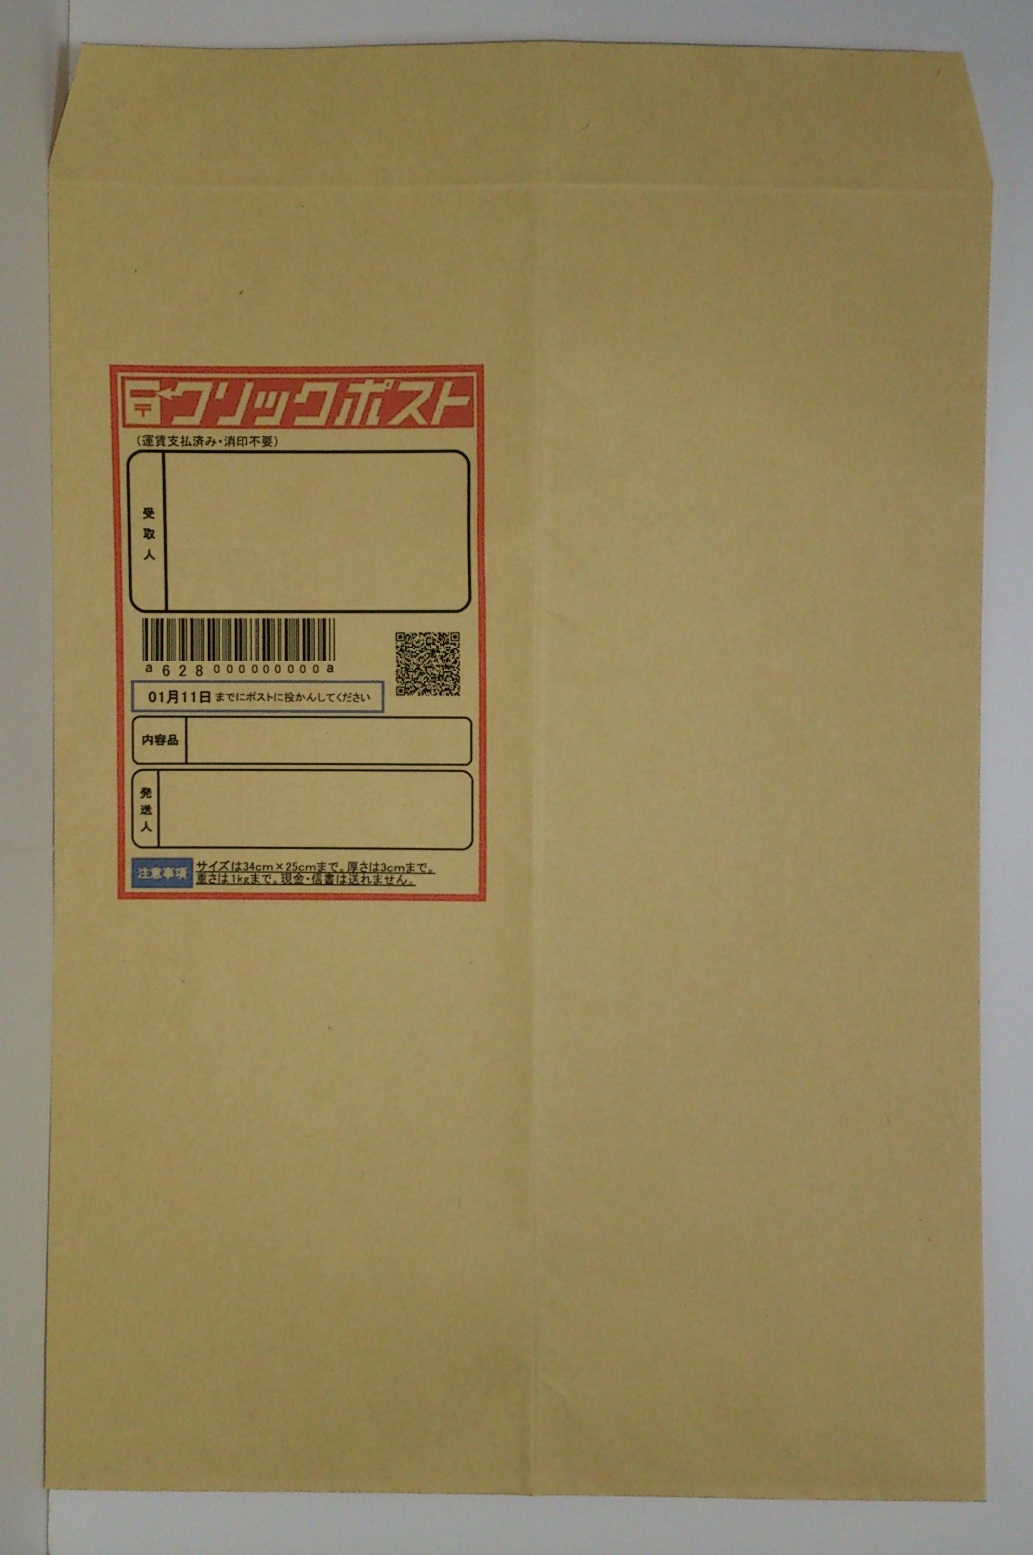 クリックポスト
（運賃支払済み・消印不要）
受取人
a628000000000a
01月11日までにポストに投かんしてください
内容品
発送人
注意事項
サイズは34cm×25cmまで。厚さは3cmまで。
重さは1kgまで。現金・信書は送れません。